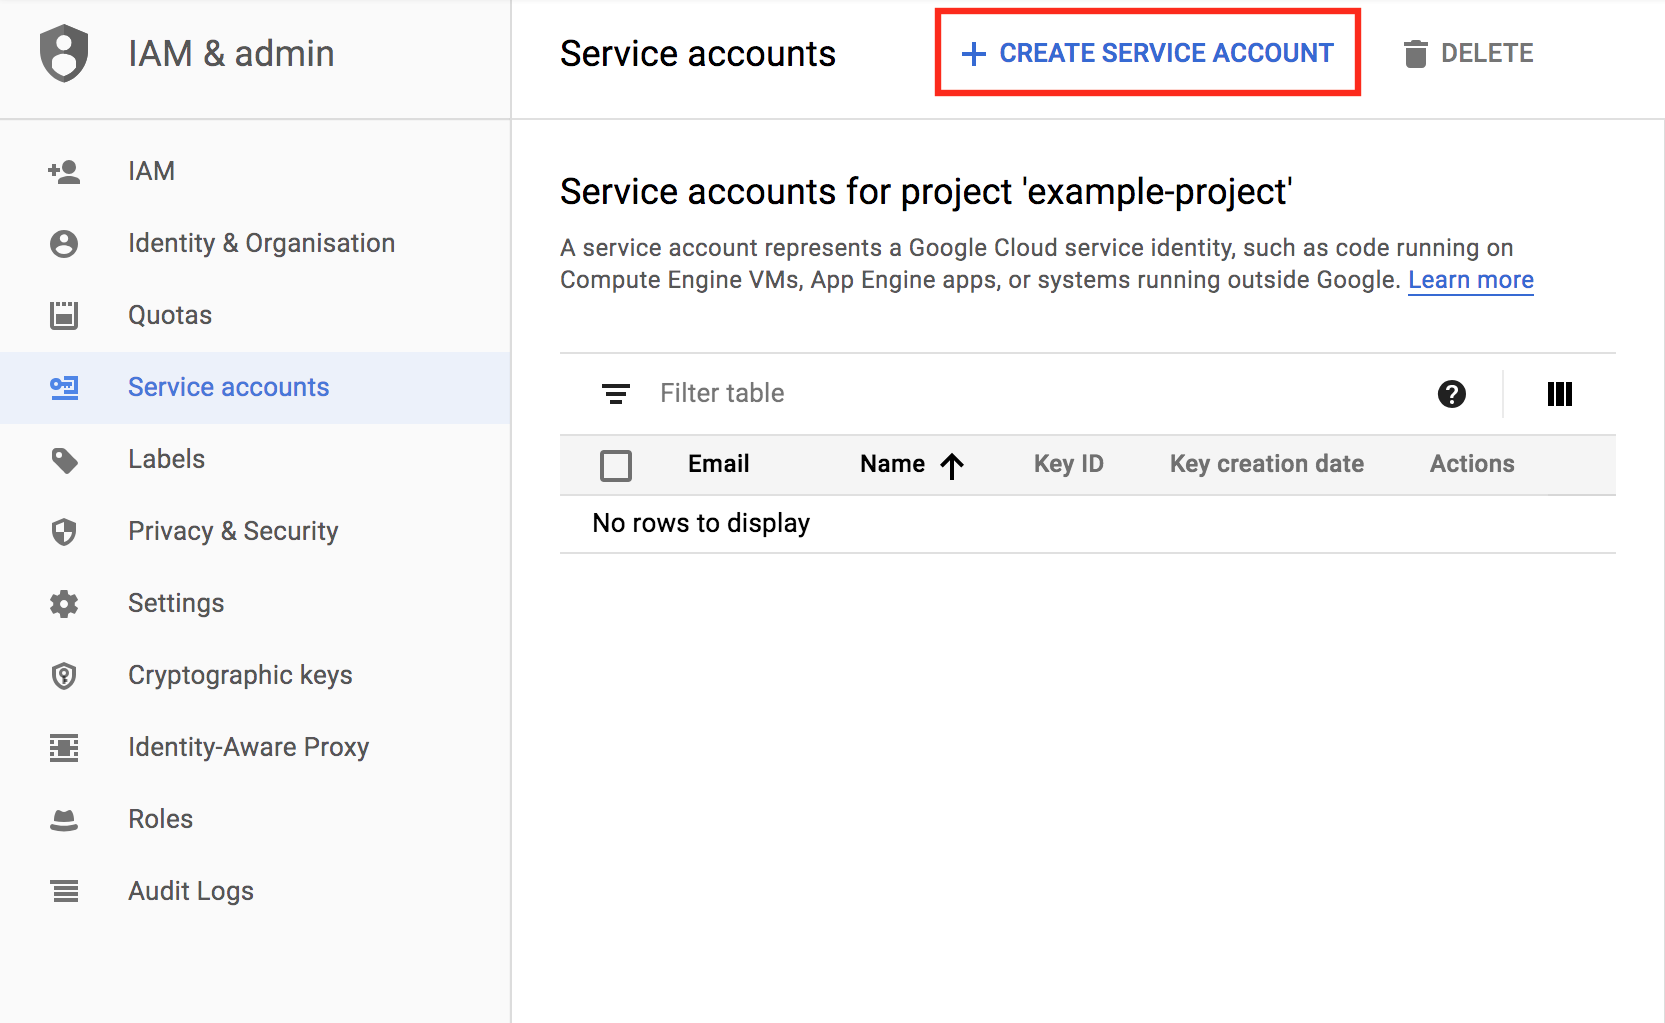 IAM & admin
Service accounts
CREATE SERVICE ACCOUNT
DELETE
IAM
Identity & Organisation
Quotas
Service accounts
Labels
Privacy & Security
Settings
Cryptographic keys
Identity-Aware Proxy
Roles
Audit Logs
Service accounts for project 'example-project'
A service account represents a Google Cloud service identity, such as code running on
Compute Engine VMs, App Engine apps, or systems running outside Google. Learn more
Filter table
Email Name Key ID Key creation date Actions
No rows to display